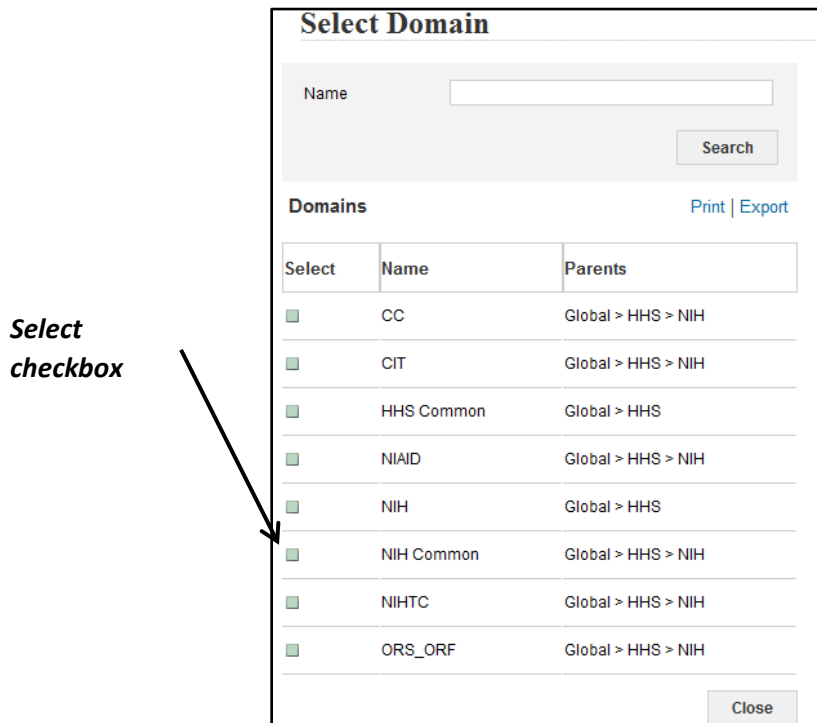 Select Domain
Name
Search
Domains Print | Export
Select Name Parents
CC Global > HHS > NIH
CIT Global > HHS > NIH
HHS Common Global > HHS
NIAID Global > HHS > NIH
NIH Global > HHS
NIH Common Global > HHS > NIH
NIHTC Global > HHS > NIH
ORS_ORF Global > HHS > NIH
Close
Select
checkbox